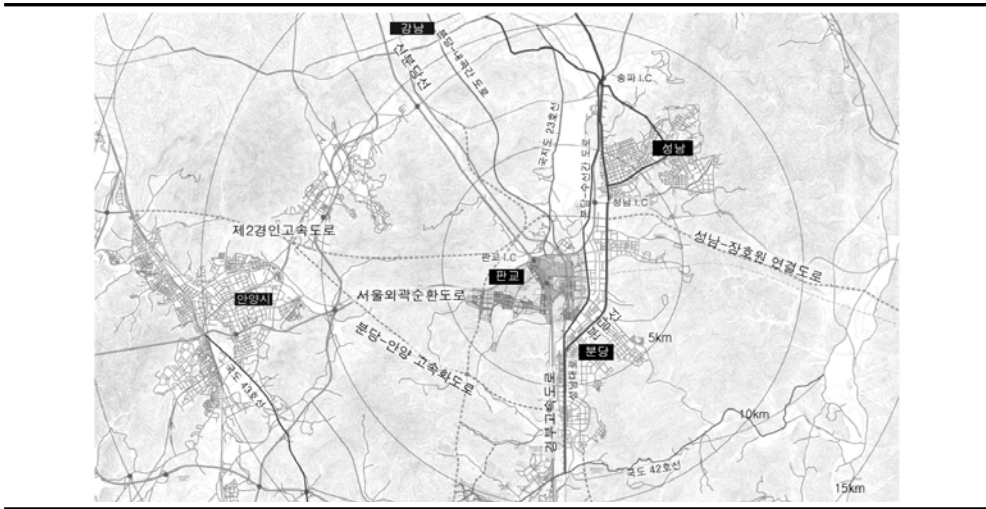 강남
신분당선
분당-내곡간 도로
송파 I.C
국지도 23호선
분당-수서간 도로
성남
성남 I.C
제2경인고속도로
성남-장호원 연결도로
판교 I.C
판교
안양시
서울외곽순환도로
분당선
5km
분당
분당-안양 고속화도로
국도 43호선
성남대로
경부고속도로
10km
국도 42호선
15km